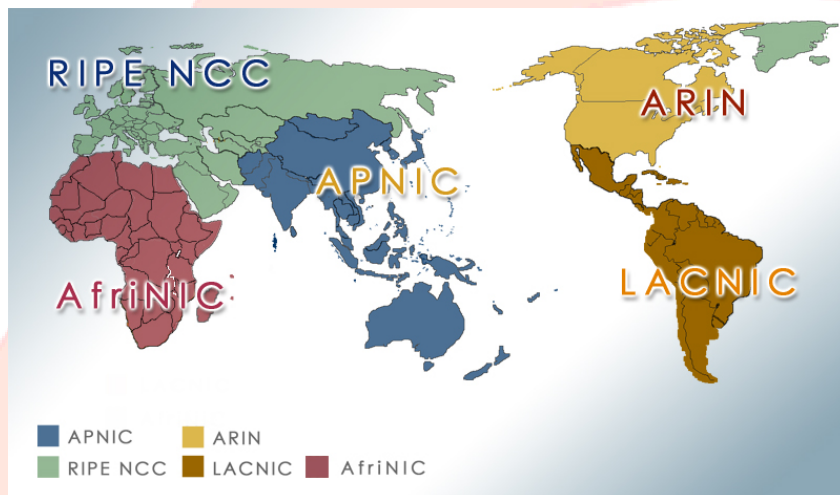 RIPE NCC
ARIN
APNIC
AfriNIC
LACNIC
APNIC ARIN
RIPE NCC LACNIC AfriNIC